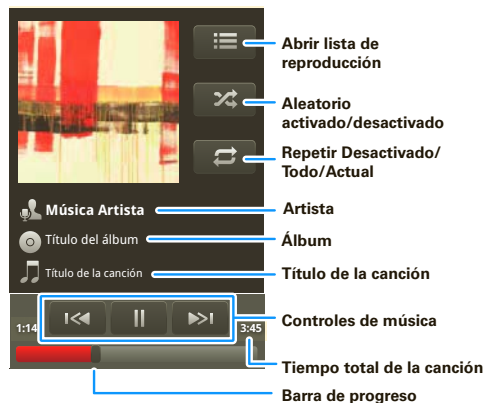 Abrir lista de
reproducción
Aleatorio
activado/desactivado
Repetir Desactivado/
Todo/Actual
Música Artista
Artista
Título del álbum
Álbum
Título de la canción
Título de la canción
Controles de música
1:14
3:45
Tiempo total de la canción
Barra de progreso